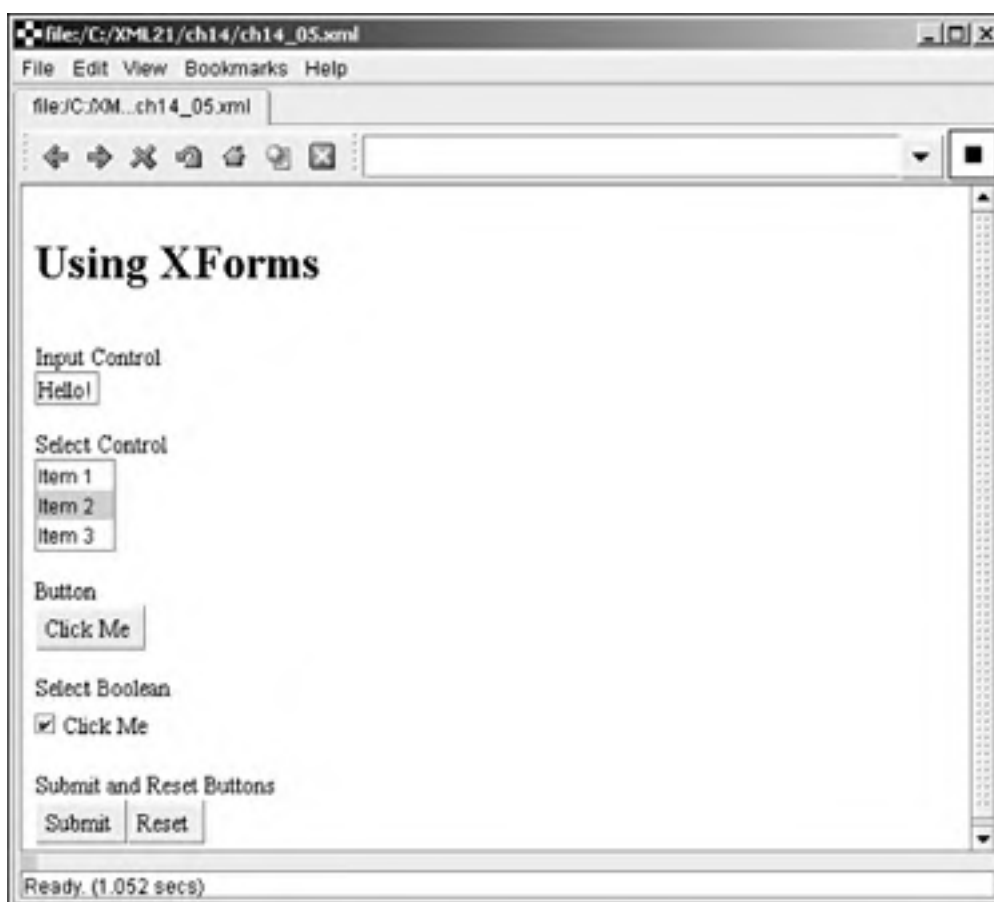 file:/C:/XML21/ch14/ch14_05.xml
File Edit View Bookmarks Help
file:/C:/XM...ch14_05.xml
Using XForms
Input Control
Hello!
Select Control
Item 1
Item 2
Item 3
Button
Click Me
Select Boolean
Click Me
Submit and Reset Buttons
Submit Reset
Ready. (1.052 secs)